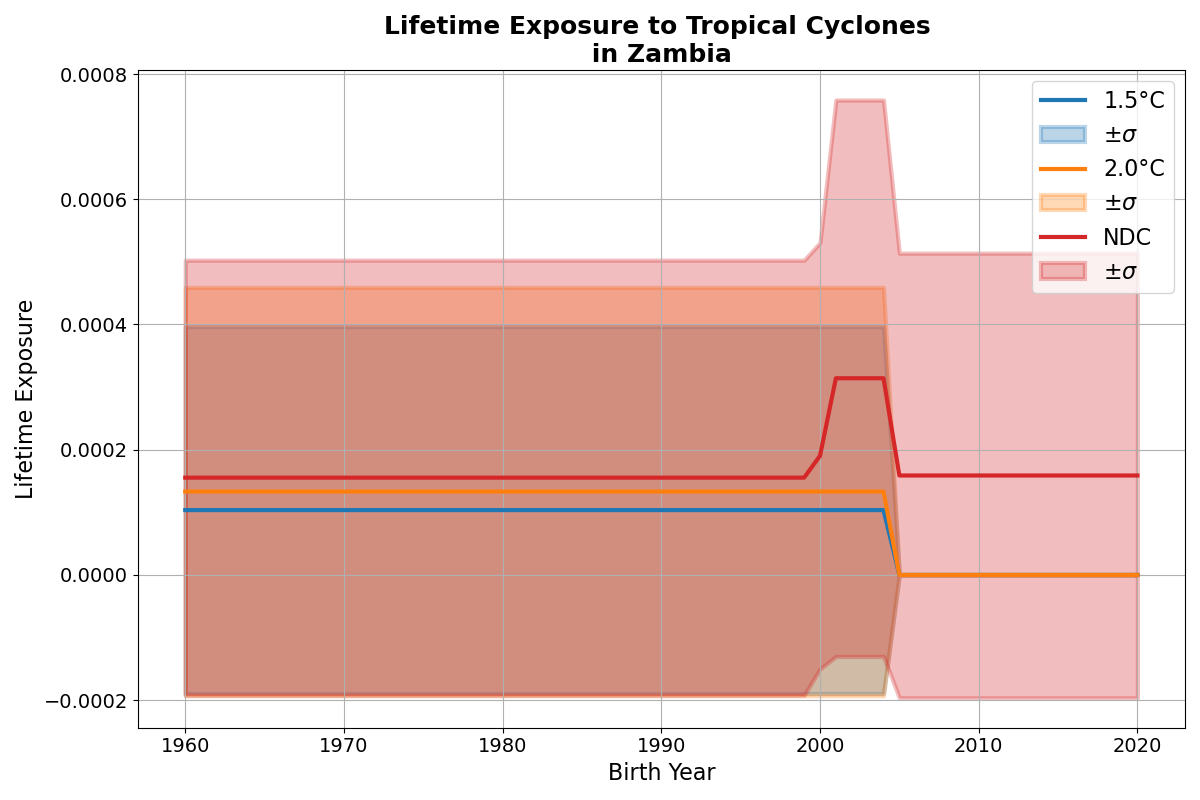 Lifetime Exposure to Tropical Cyclones
in Zambia
0.0008
0.0006
0.0004
0.0002
0.0000
−0.0002
Lifetime Exposure
1960
1970
1980
1990
2000
2010
2020
Birth Year
1.5°C
±σ
2.0°C
±σ
NDC
±σ